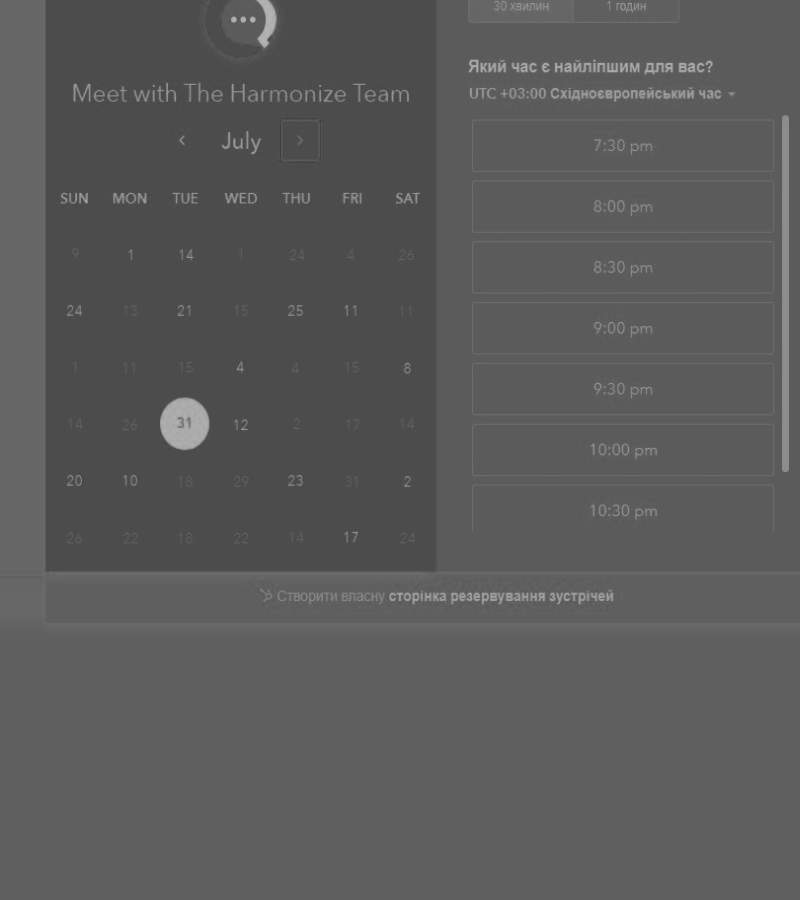 30 хвилин 1 годин
Meet with The Harmonize Team
July
SUN MON TUE WED THU FRI SAT
9 1 14 1 24 4 26
24 13 21 15 25 11 11
1 11 15 4 4 15 8
14 26 31 12 2 17 14
20 10 18 29 23 31 2
26 22 18 22 14 17 24
Який час є найліпшим для вас?
UTC +03:00 Східноєвропейський час
7:30 pm
8:00 pm
8:30 pm
9:00 pm
9:30 pm
10:00 pm
10:30 pm
Створити власну сторінка резервування зустрічей